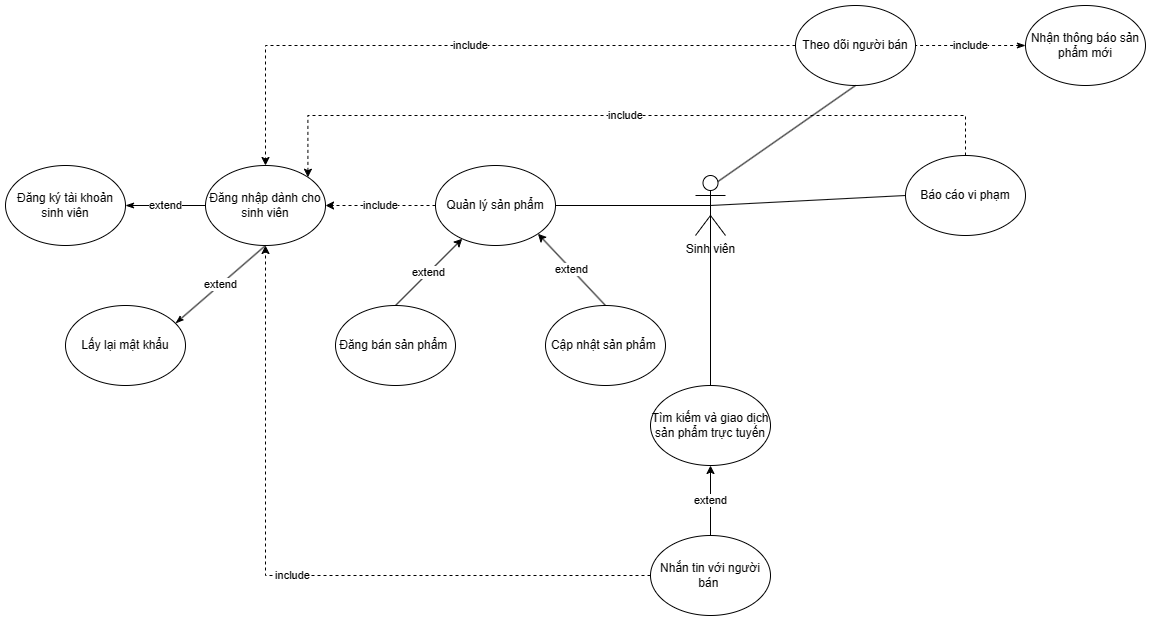 Theo dõi người bán
include
include
Nhận thông báo sản
phẩm mới
include
Đăng ký tài khoản
sinh viên
extend
Đăng nhập dành cho
sinh viên
include
Quản lý sản phẩm
Báo cáo vi phạm
Sinh viên
extend
extend
extend
Lấy lại mật khẩu
Đăng bán sản phẩm
Cập nhật sản phẩm
Tìm kiếm và giao dịch
sản phẩm trực tuyến
extend
Nhắn tin với người
bán
include